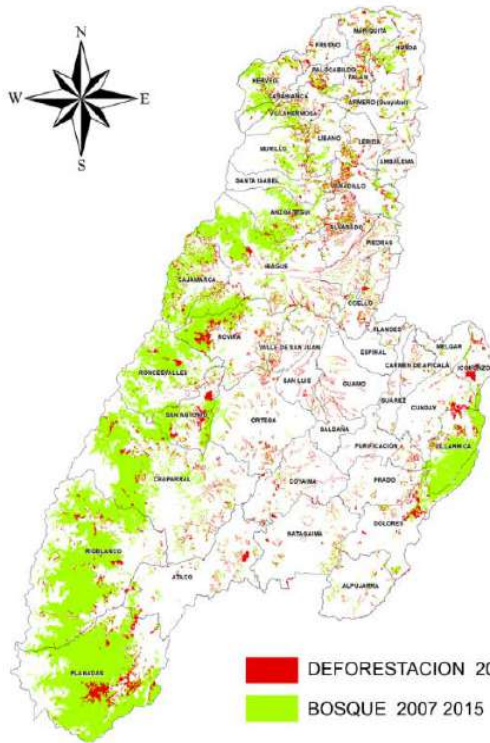 N
W E
S
MARIQUITA
FRESNO
HONDA
PALOCABILDO
FALAN
HERVEO
CASABIANCA
ARMERO (Guayabal)
VILLAHERMOSA
LIBANO
LERIDA
MURILLO
AMBALEMA
SANTA ISABEL
VENADILLO
ANZOATEGUI
ALVARADO
PIEDRAS
IBAGUE
CAJAMARCA
COELLO
FLANDES
ROVIRA
VALLE DE SAN JUAN
ESPINAL
MELGAR
CARMEN DE APICALÁ
ICONONZO
RONCESVALLES
SAN LUIS
GUAMO
SUAREZ
CUNDAY
SAN ANTONIO
ORTEGA
SALDAÑA
PURIFICACIÓN
VILLARRICA
CHAPARRAL
COYAIMA
PRADO
DOLORES
RIOBLANCO
NATAGAIMA
ATACO
ALPUJARRA
PLANADAS
DEFORESTACION 20
BOSQUE 2007 2015